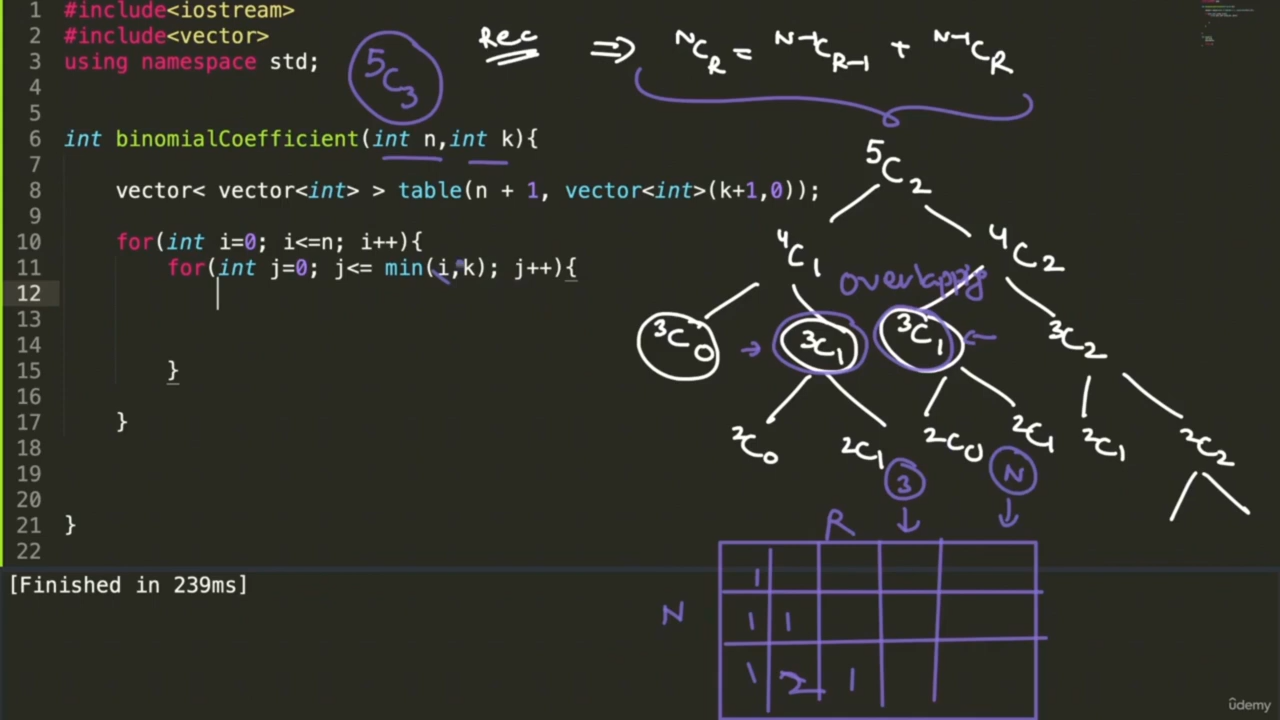 1 #include<iostream>
2 #include<vector>
3 using namespace std;
4
5
6 int binomialCoefficient(int n,int k){
7
8 vector< vector<int> > table(n + 1, vector<int>(k+1,0));
9
10 for(int i=0; i<=n; i++){
11 for(int j=0; j<= min(i,k); j++){
12
13
14
15 }
16
17 }
18
19
20
21 }
22
[Finished in 239ms]
5C3
Rec ⇒ NCR = N-1CR-1 + N-1CR
5C2
4C1 4C2
overlapping
3C0 → 3C1 3C1 ← 3C2
2C0 2C1 2C0 2C1 2C1 2C2
3 N
R
1
N 1 1
1 2 1
ûdemy